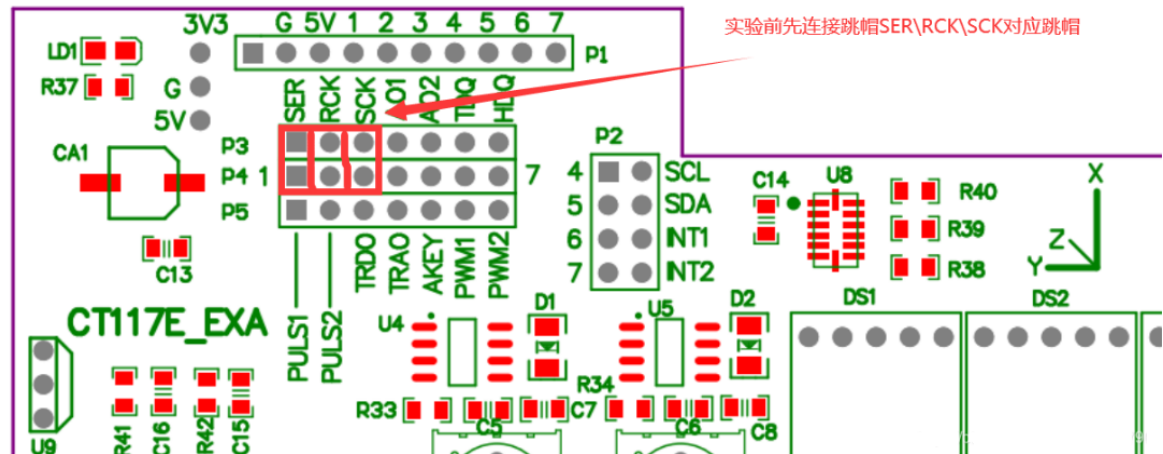 实验前先连接跳帽SER\RCK\SCK对应跳帽
3V3
G 5V 1 2 3 4 5 6 7
LD1
P1
R37
G
5V
SER
RCK
SCK
AO1
AO2
TDQ
HDQ
P3
P4 1
7
P5
CA1
C13
P2
4 SCL
5 SDA
6 INT1
7 INT2
C14
U8
R40
R39
R38
X
Z
Y
PULS1
PULS2
TRDO
TRAO
AKEY
PWM1
PWM2
CT117E_EXA
U4
D1
U5
D2
DS1
DS2
U9
R41
C16
R42
C15
R33
C5
C7
R34
C6
C8